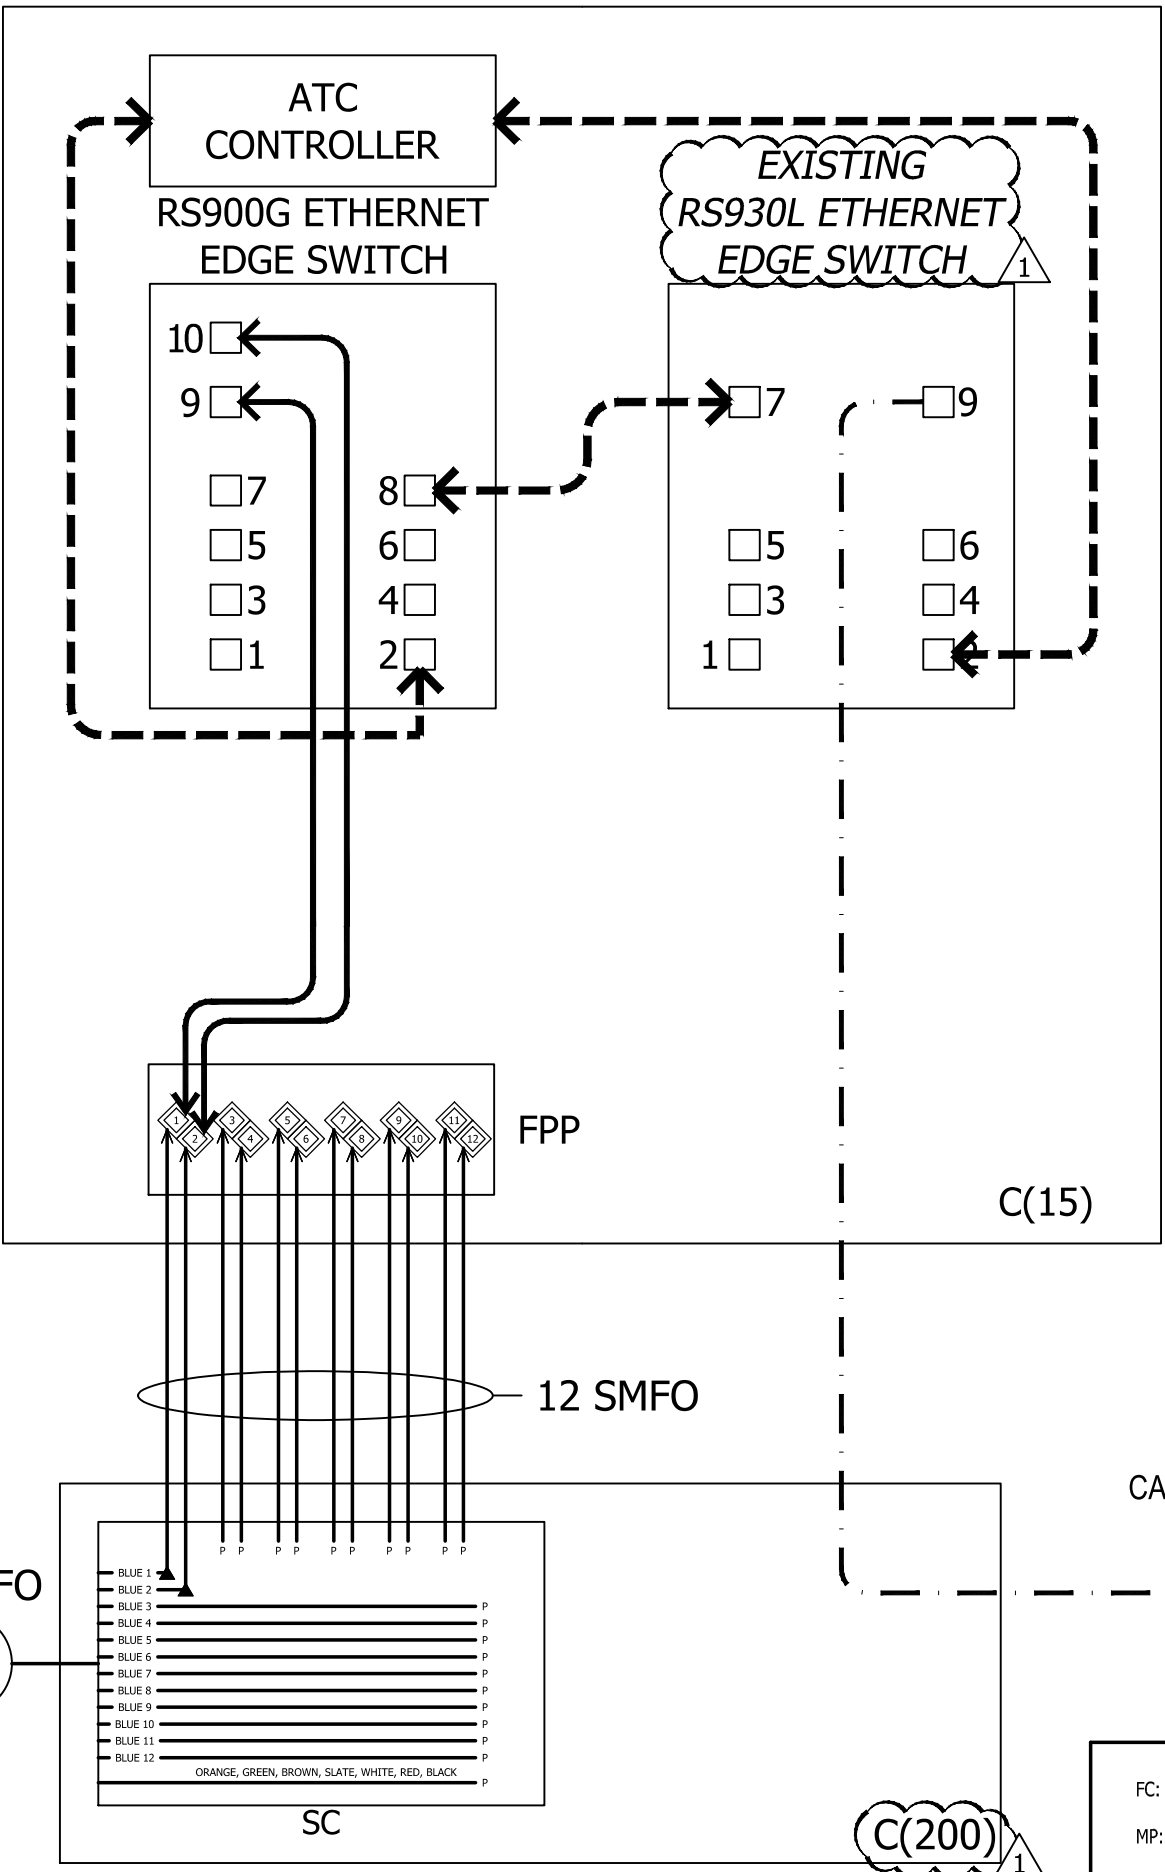 ATC
CONTROLLER
RS900G ETHERNET
EDGE SWITCH
EXISTING
RS930L ETHERNET
EDGE SWITCH
1
10
9
7
8
5
6
3
4
1
2
7
9
5
6
3
4
1
2
1
2
3
4
5
6
7
8
9
10
11
12
FPP
C(15)
12 SMFO
CA
P P P P P P P P P P
FO
BLUE 1
BLUE 2
BLUE 3 P
BLUE 4 P
BLUE 5 P
BLUE 6 P
BLUE 7 P
BLUE 8 P
BLUE 9 P
BLUE 10 P
BLUE 11 P
BLUE 12 P
ORANGE, GREEN, BROWN, SLATE, WHITE, RED, BLACK P
SC
C(200)
1
FC:
MP: